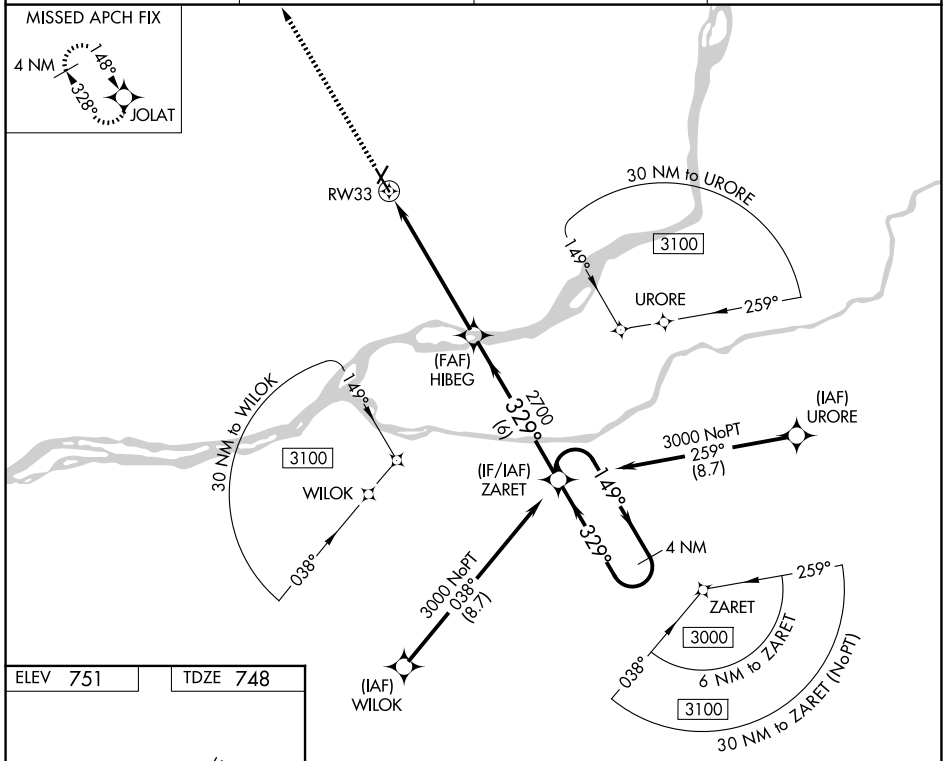 MISSED APCH FIX
4 NM
148°
328°
JOLAT
RW33
30 NM to URORE
3100
149°
URORE
259°
(FAF)
HIBEG
2700
329°
(6)
30 NM to WILOK
149°
3100
WILOK
038°
(IAF)
URORE
3000 NoPT
259°
(8.7)
(IF/IAF)
ZARET
149°
329°
4 NM
3000 NoPT
038°
(8.7)
(IAF)
WILOK
259°
ZARET
3000
038°
6 NM to ZARET
3100
30 NM to ZARET (NoPT)
ELEV 751
TDZE 748